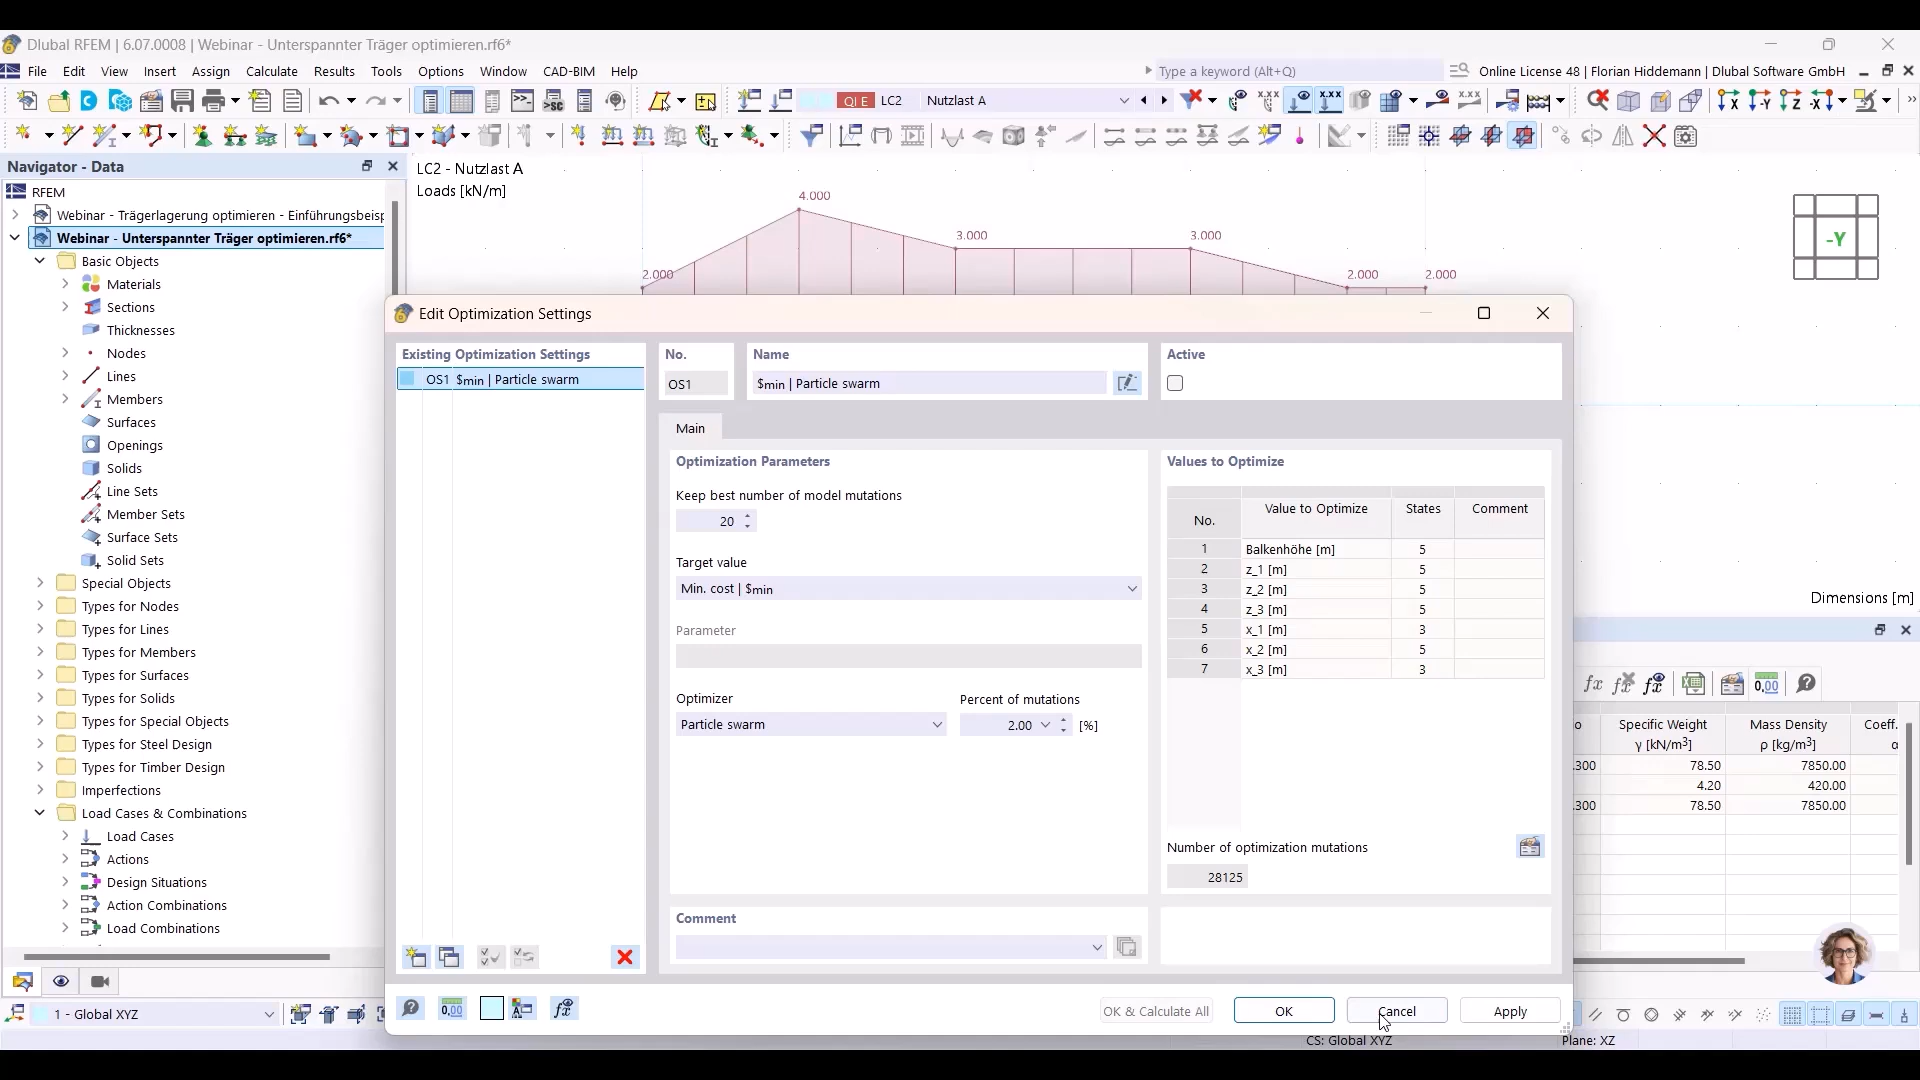 Dlubal RFEM | 6.07.0008 | Webinar - Unterspannter Träger optimieren.rf6*
File Edit View Insert Assign Calculate Results Tools Options Window CAD-BIM Help
Type a keyword (Alt+Q)
Online License 48 | Florian Hiddemann | Dlubal Software GmbH
QI E LC2 Nutzlast A
Navigator - Data
RFEM
Webinar - Trägerlagerung optimieren - Einführungsbeisp
Webinar - Unterspannter Träger optimieren.rf6*
Basic Objects
Materials
Sections
Thicknesses
Nodes
Lines
Members
Surfaces
Openings
Solids
Line Sets
Member Sets
Surface Sets
Solid Sets
Special Objects
Types for Nodes
Types for Lines
Types for Members
Types for Surfaces
Types for Solids
Types for Special Objects
Types for Steel Design
Types for Timber Design
Imperfections
Load Cases & Combinations
Load Cases
Actions
Design Situations
Action Combinations
Load Combinations
1 - Global XYZ
LC2 - Nutzlast A
Loads [kN/m]
4.000
3.000
3.000
2.000
2.000
2.000
-Y
Dimensions [m]
Edit Optimization Settings
Existing Optimization Settings
OS1 $min | Particle swarm
No.
OS1
Name
$min | Particle swarm
Active
Main
Optimization Parameters
Keep best number of model mutations
20
Target value
Min. cost | $min
Parameter
Optimizer
Particle swarm
Percent of mutations
2.00 [%]
Values to Optimize
No. Value to Optimize States Comment
1 Balkenhöhe [m] 5
2 z_1 [m] 5
3 z_2 [m] 5
4 z_3 [m] 5
5 x_1 [m] 3
6 x_2 [m] 5
7 x_3 [m] 3
Number of optimization mutations
28125
Comment
OK & Calculate All OK Cancel Apply
Specific Weight Mass Density Coeff.
γ [kN/m³] ρ [kg/m³] α
.300 78.50 7850.00
4.20 420.00
.300 78.50 7850.00
CS: Global XYZ
Plane: XZ